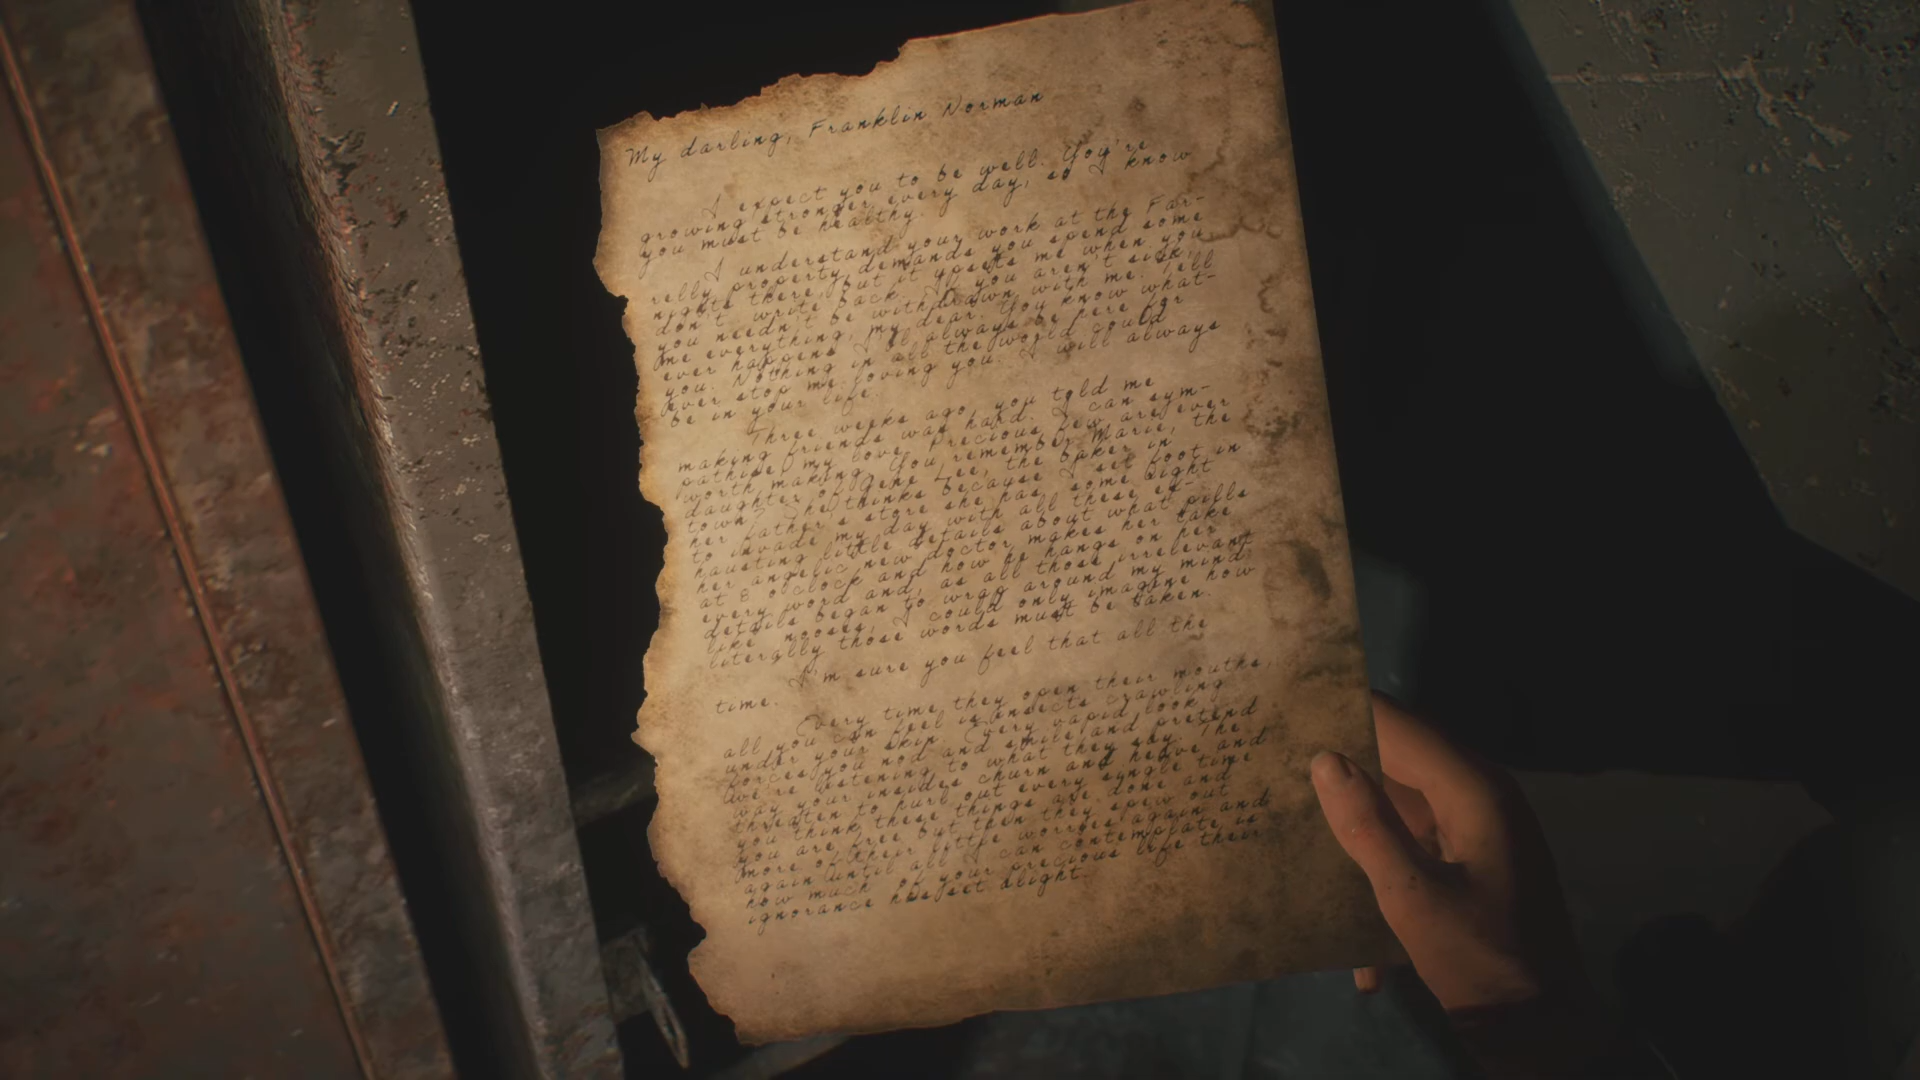 My darling, Franklin Norman
I expect you to be well. You're
growing stronger every day, so I know
you must be healthy.
I understand your work at the Far-
relly property demands you spend some
nights there, but it upsets me when you
don't write back. If you aren't sick,
you needn't be withdrawn with me. Tell
me everything, my dear. You know what-
ever happens I'll always be here for
you. Nothing in all the world could
ever stop me loving you. I will always
be in your life.
Three weeks ago, you told me
making friends was hard. I can sym-
pathise my love. Precious few are ever
worth making. You remember Marie, the
daughter of Gene Lee, the baker in
town? She thinks because I set foot in
her father's store she has some right
to invade my day with all these ex-
hausting little details about what pills
her angelic new doctor makes her take
at 8 o'clock and how he hangs on her
every word and, as all those irrelevant
details began to wrap around my mind
like nooses, I could only imagine how
literally those words must be taken.
I'm sure you feel that all the
time.
Every time they open their mouths,
all you can feel is insects crawling
under your skin. Every vapid look
forces you nod and smile and pretend
we're listening to what they say. The
way your insides churn and heave and
threaten to hurl out every single time
you think these things are done and
you are free but then they spew out
more of their little worries again and
again until all I can contemplate is
how much of your precious life their
ignorance has set alight.